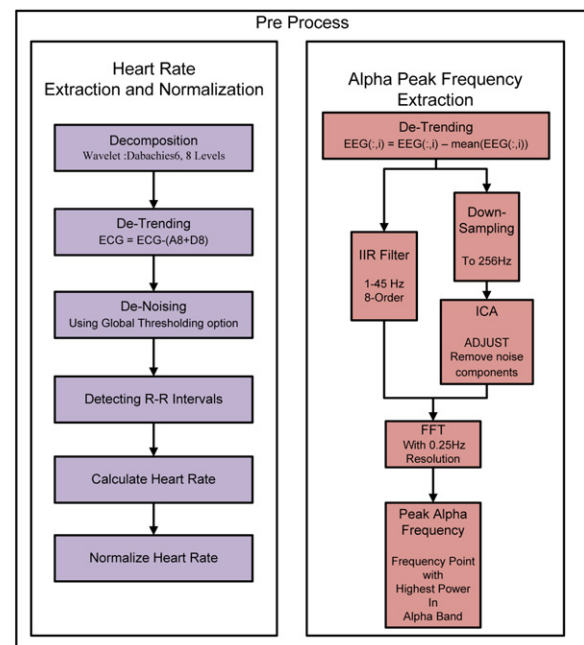 Pre Process
Heart Rate
Extraction and Normalization
Decomposition
Wavelet :Dabachies6, 8 Levels
De-Trending
ECG = ECG-(A8+D8)
De-Noising
Using Global Thresholding option
Detecting R-R Intervals
Calculate Heart Rate
Normalize Heart Rate
Alpha Peak Frequency
Extraction
De-Trending
EEG(:,i) = EEG(:,i) – mean(EEG(:,i))
IIR Filter
1-45 Hz
8-Order
Down-
Sampling
To 256Hz
ICA
ADJUST
Remove noise
components
FFT
With 0.25Hz
Resolution
Peak Alpha
Frequency
Frequency Point
with
Highest Power
In
Alpha Band